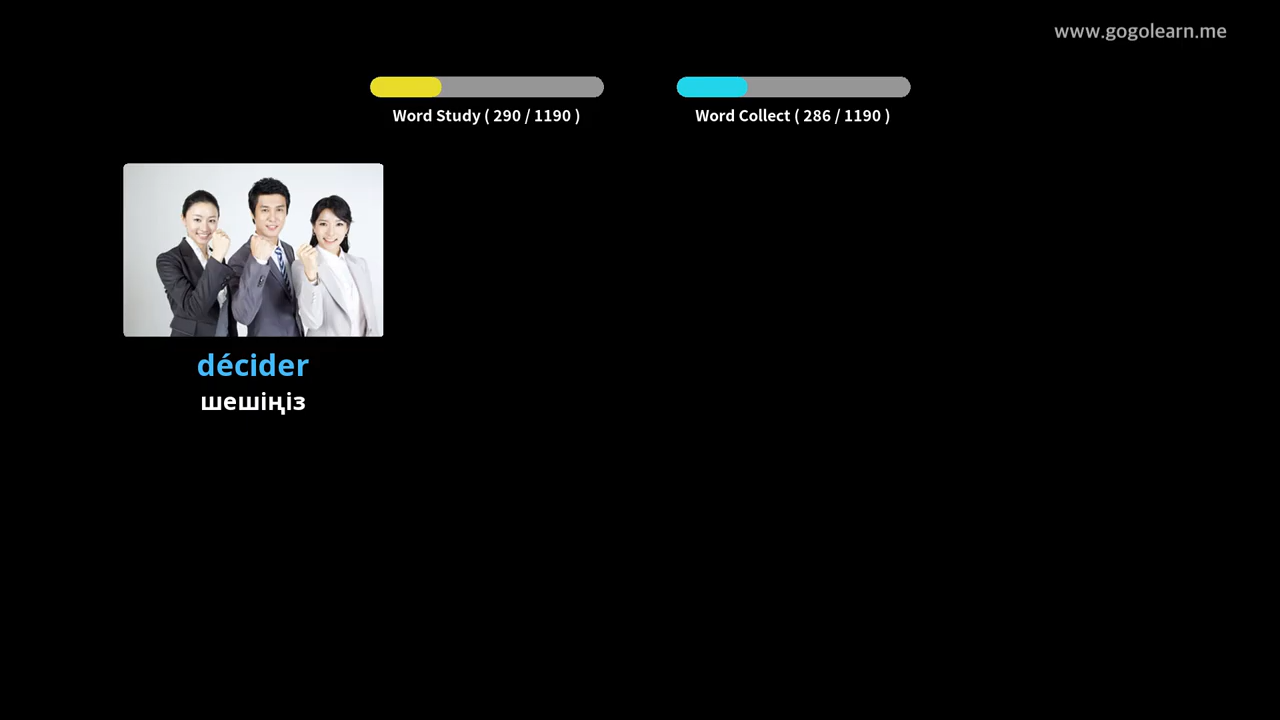 www.gogolearn.me
Word Study ( 290 / 1190 )
Word Collect ( 286 / 1190 )
décider
шешіңіз